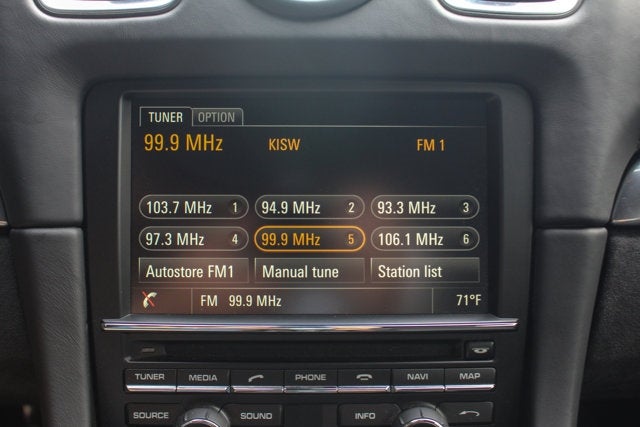 TUNER OPTION
99.9 MHz KISW FM 1
103.7 MHz 1 94.9 MHz 2 93.3 MHz 3
97.3 MHz 4 99.9 MHz 5 106.1 MHz 6
Autostore FM1 Manual tune Station list
FM 99.9 MHz 71°F
TUNER MEDIA PHONE NAVI MAP
SOURCE SOUND INFO